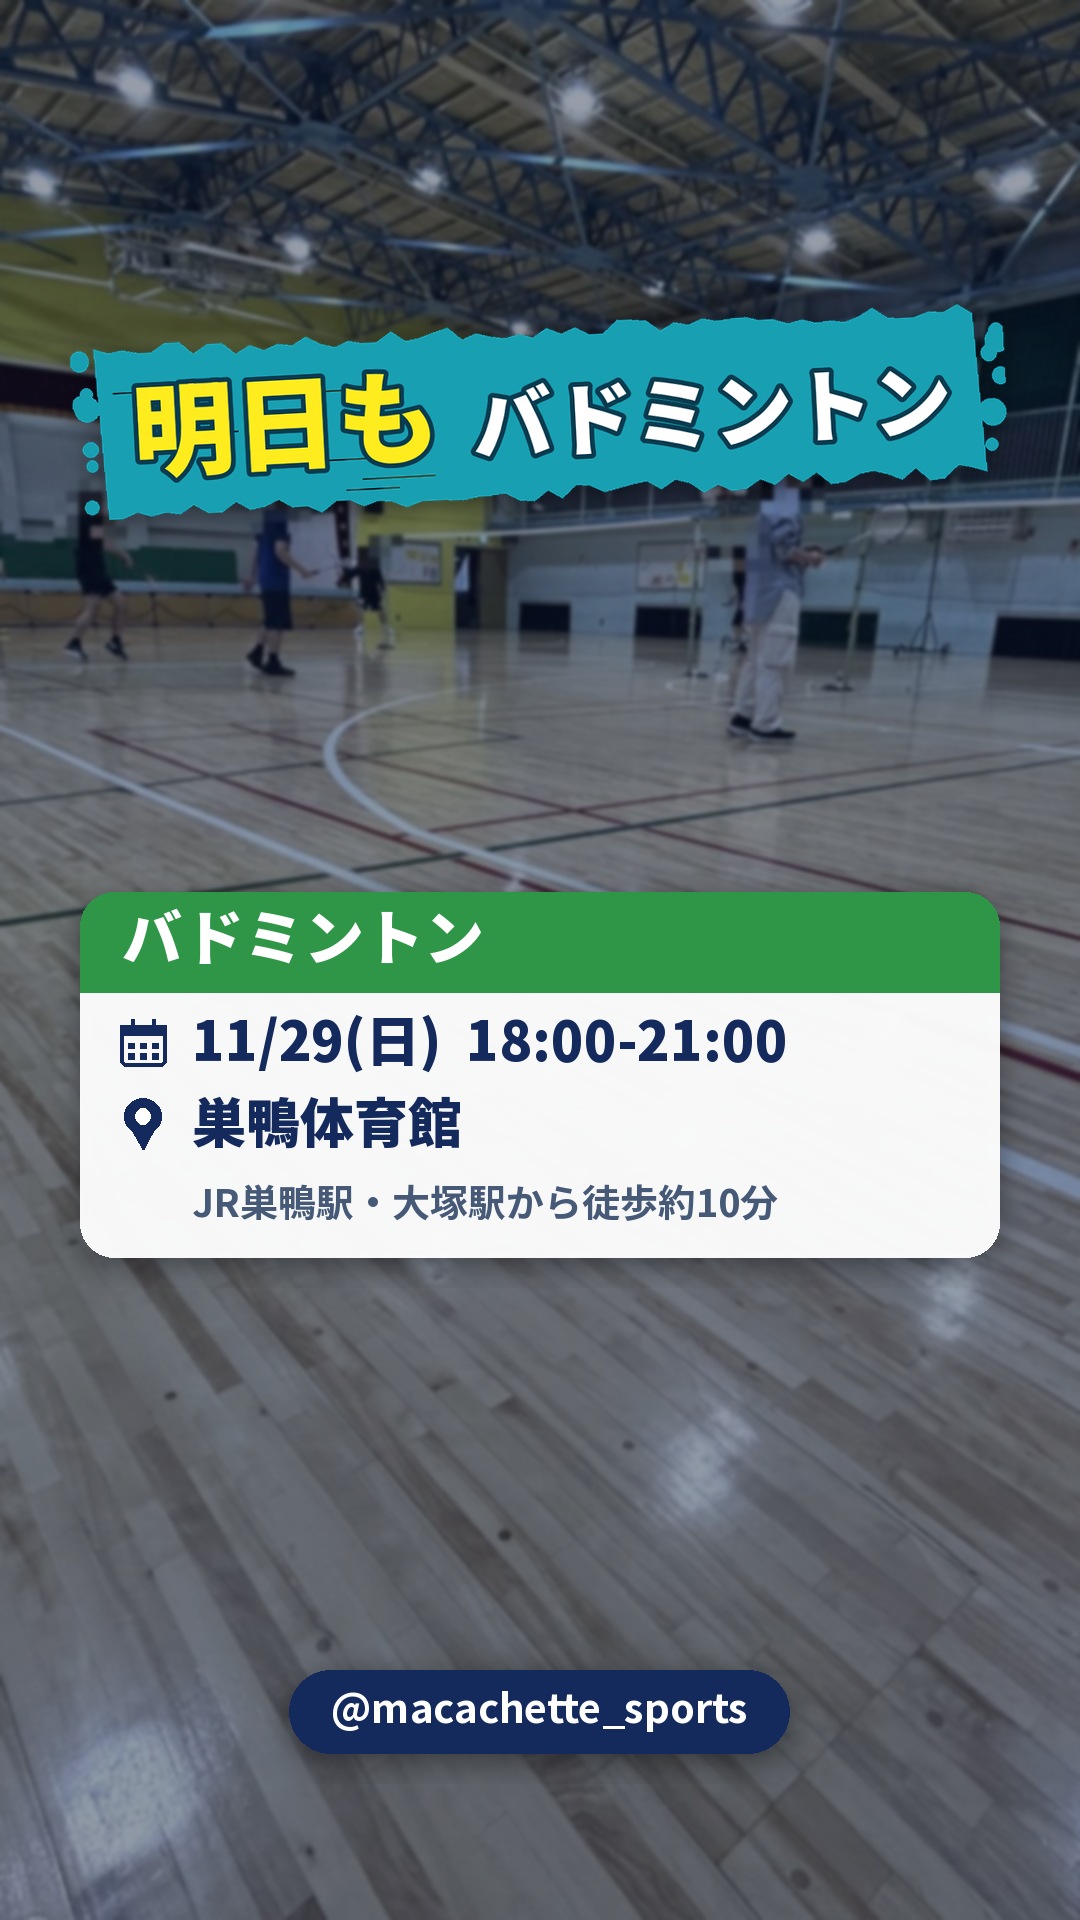 明日も バドミントン
バドミントン
11/29(日) 18:00-21:00
巣鴨体育館
JR巣鴨駅・大塚駅から徒歩約10分
@macachette_sports